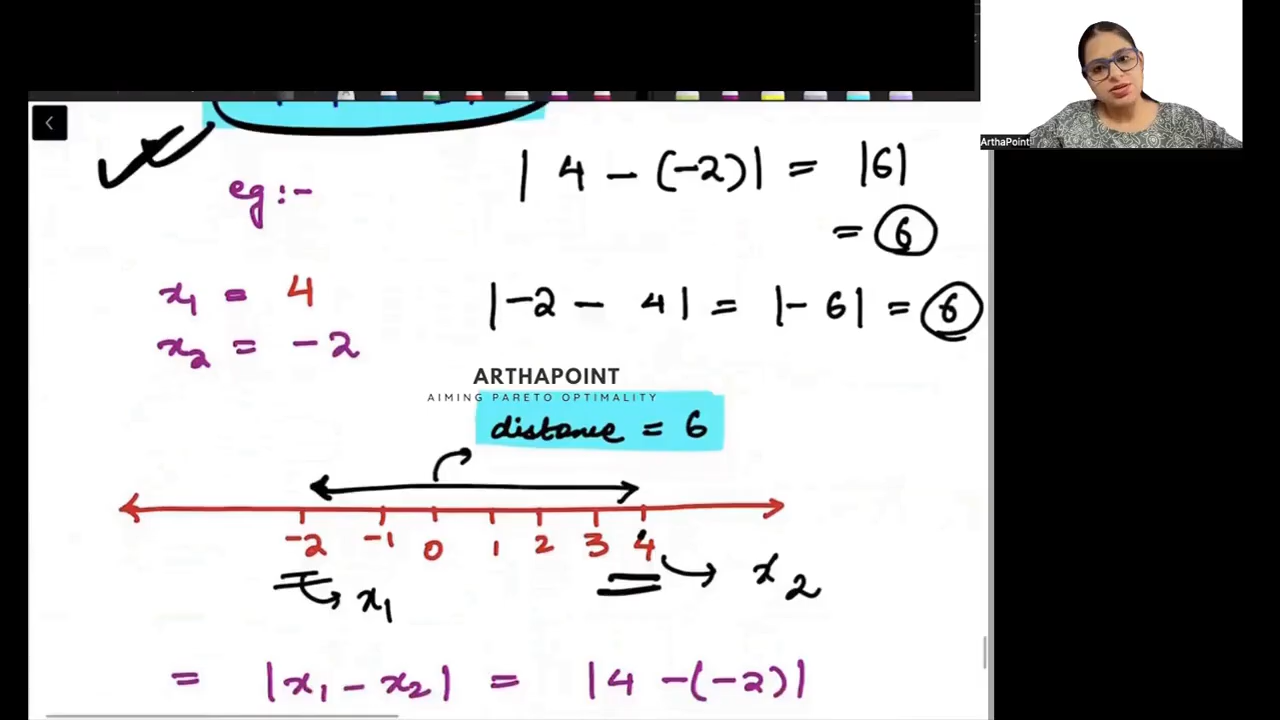 ArthaPoint
| 4 - (-2) | = |6|
eg :-
= 6
x₁ = 4
|-2 - 4| = |-6| = 6
x₂ = -2
ARTHAPOINT
AIMING PARETO OPTIMALITY
distance = 6
-2 -1 0 1 2 3 4
x₁
x₂
= |x₁ - x₂| = |4 -(-2)|